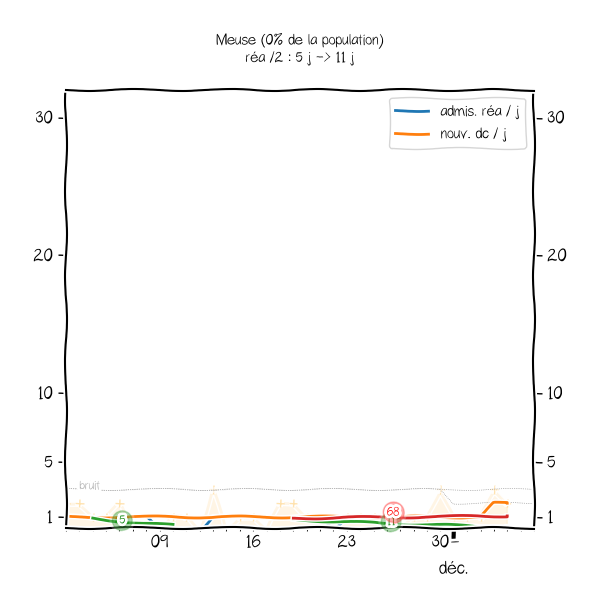 Meuse (0% de la population)
réa /2 : 5 j -> 11 j
admis. réa / j
nouv. dc / j
30 30
20 20
10 10
5 5
bruit
1 1
5
68
11
09 16 23 30
déc.